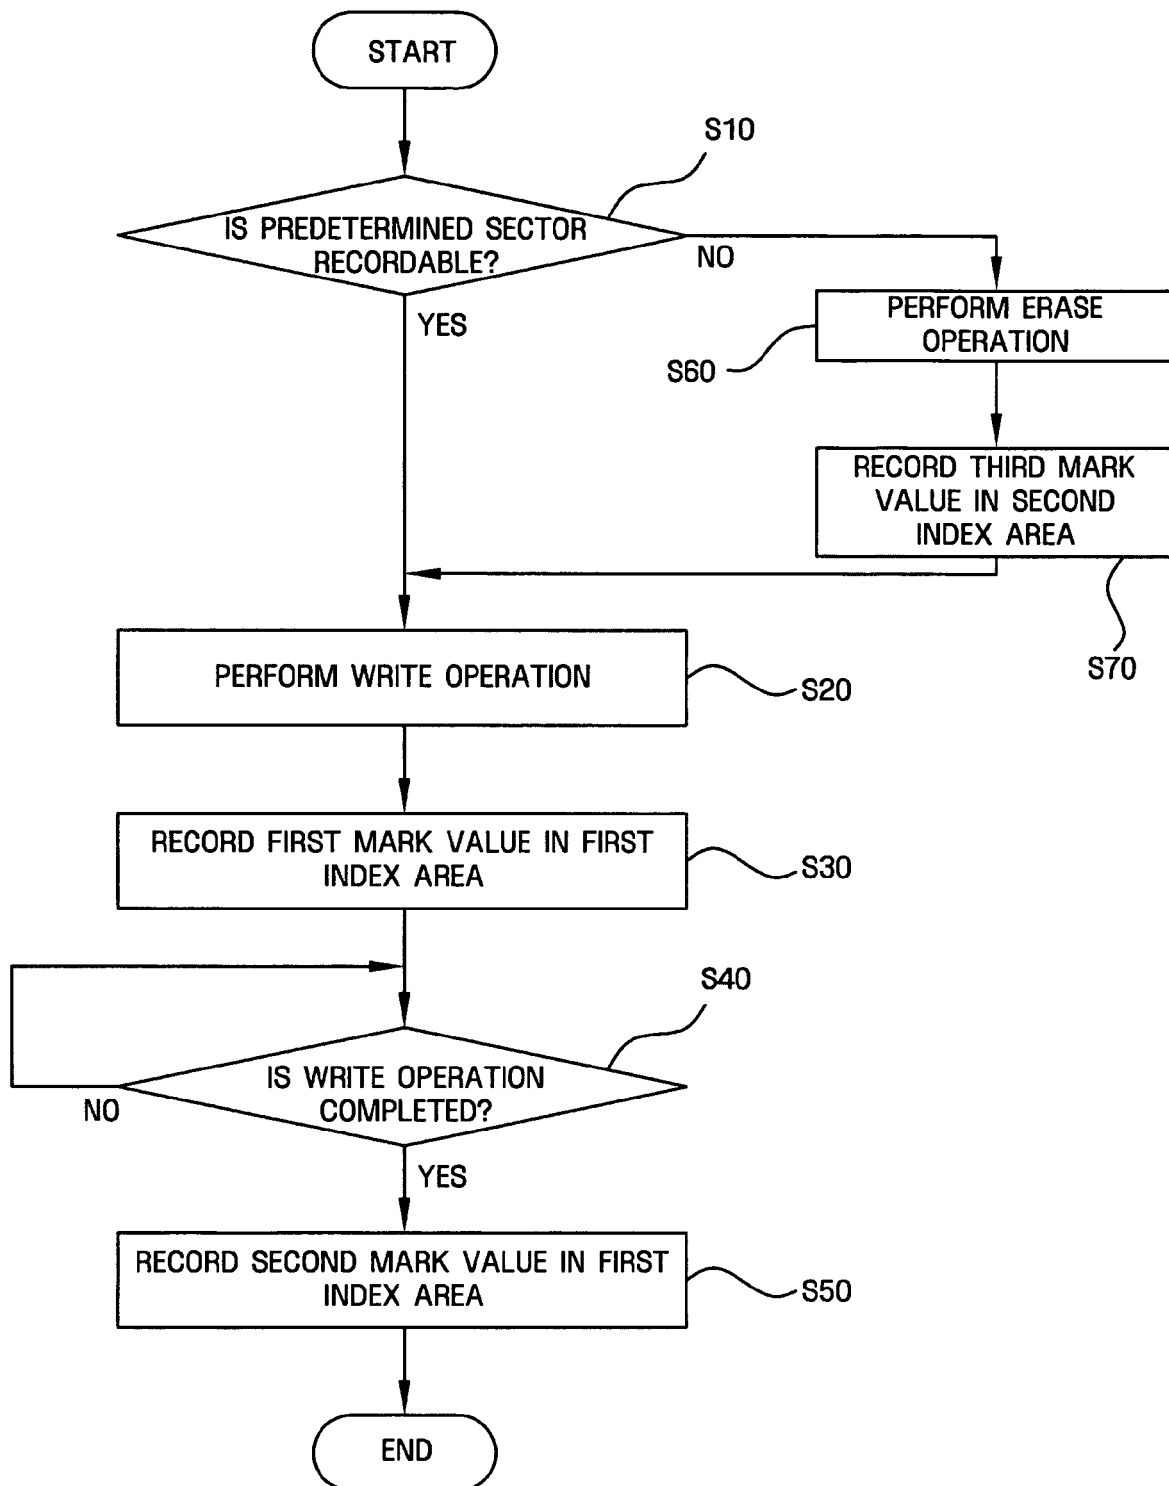 START
S10
IS PREDETERMINED SECTOR
RECORDABLE?
NO
YES
PERFORM ERASE
OPERATION
S60
RECORD THIRD MARK
VALUE IN SECOND
INDEX AREA
S70
PERFORM WRITE OPERATION
S20
RECORD FIRST MARK VALUE IN FIRST
INDEX AREA
S30
S40
IS WRITE OPERATION
COMPLETED?
NO
YES
RECORD SECOND MARK VALUE IN FIRST
INDEX AREA
S50
END